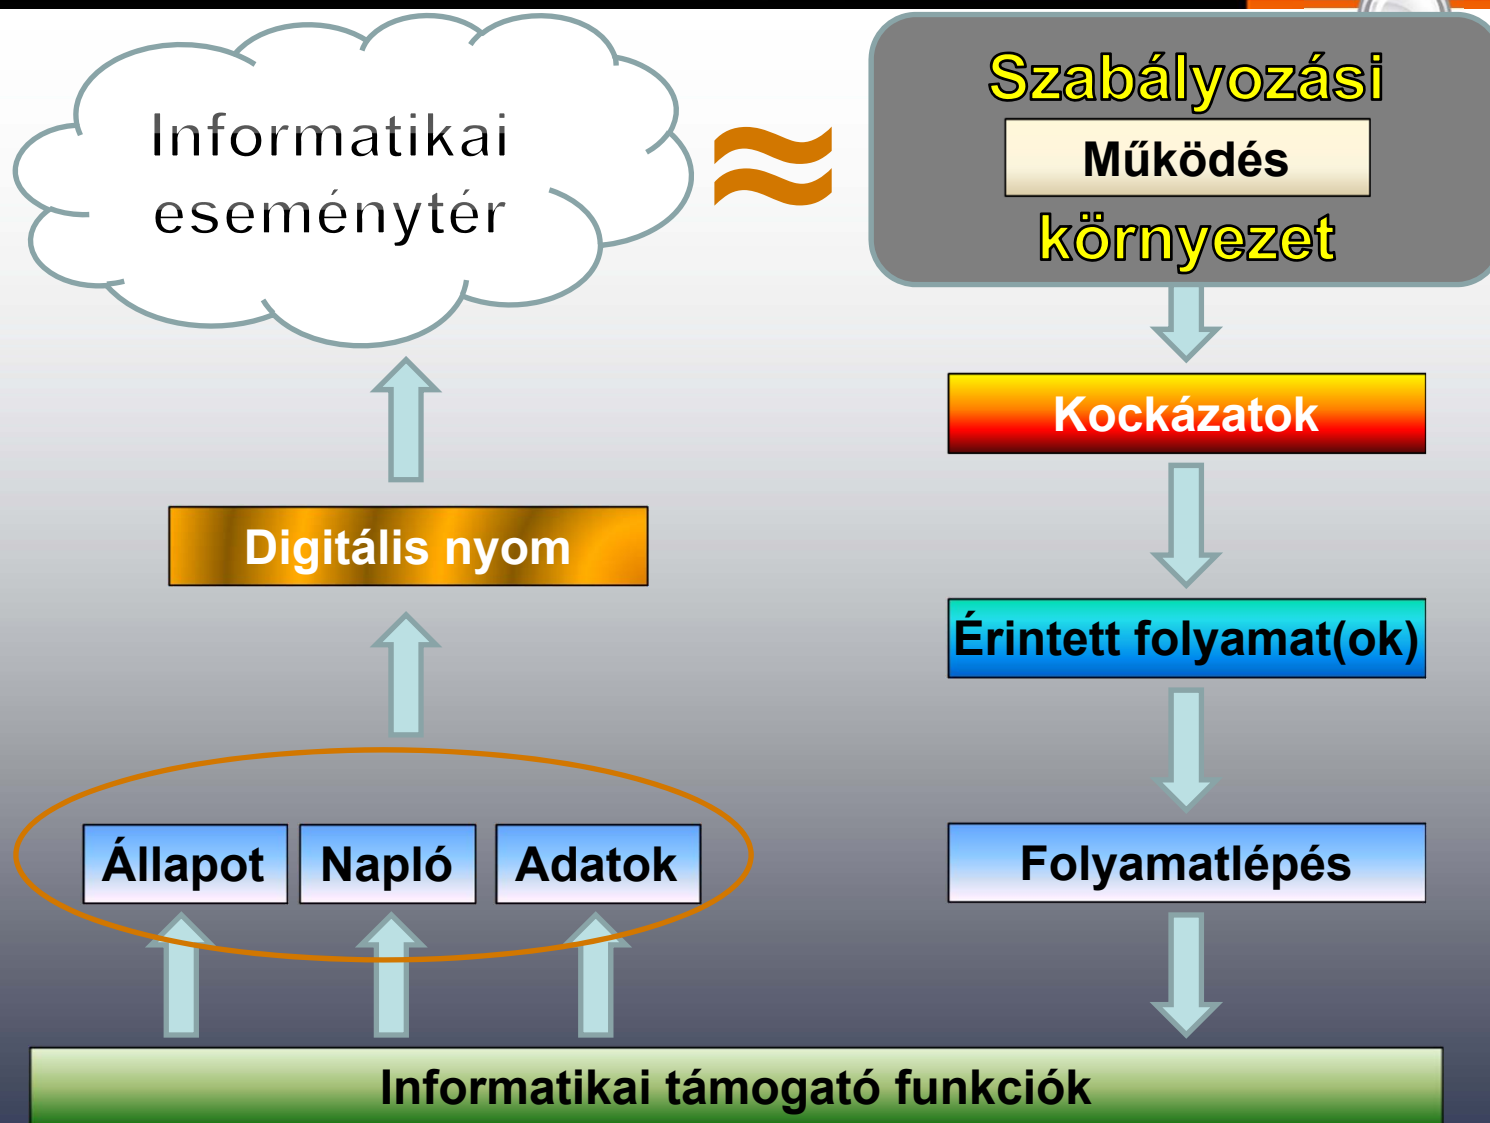 Informatikai
eseménytér
≈
Szabályozási
Működés
környezet
Kockázatok
Digitális nyom
Érintett folyamat(ok)
Állapot
Napló
Adatok
Folyamatlépés
Informatikai támogató funkciók